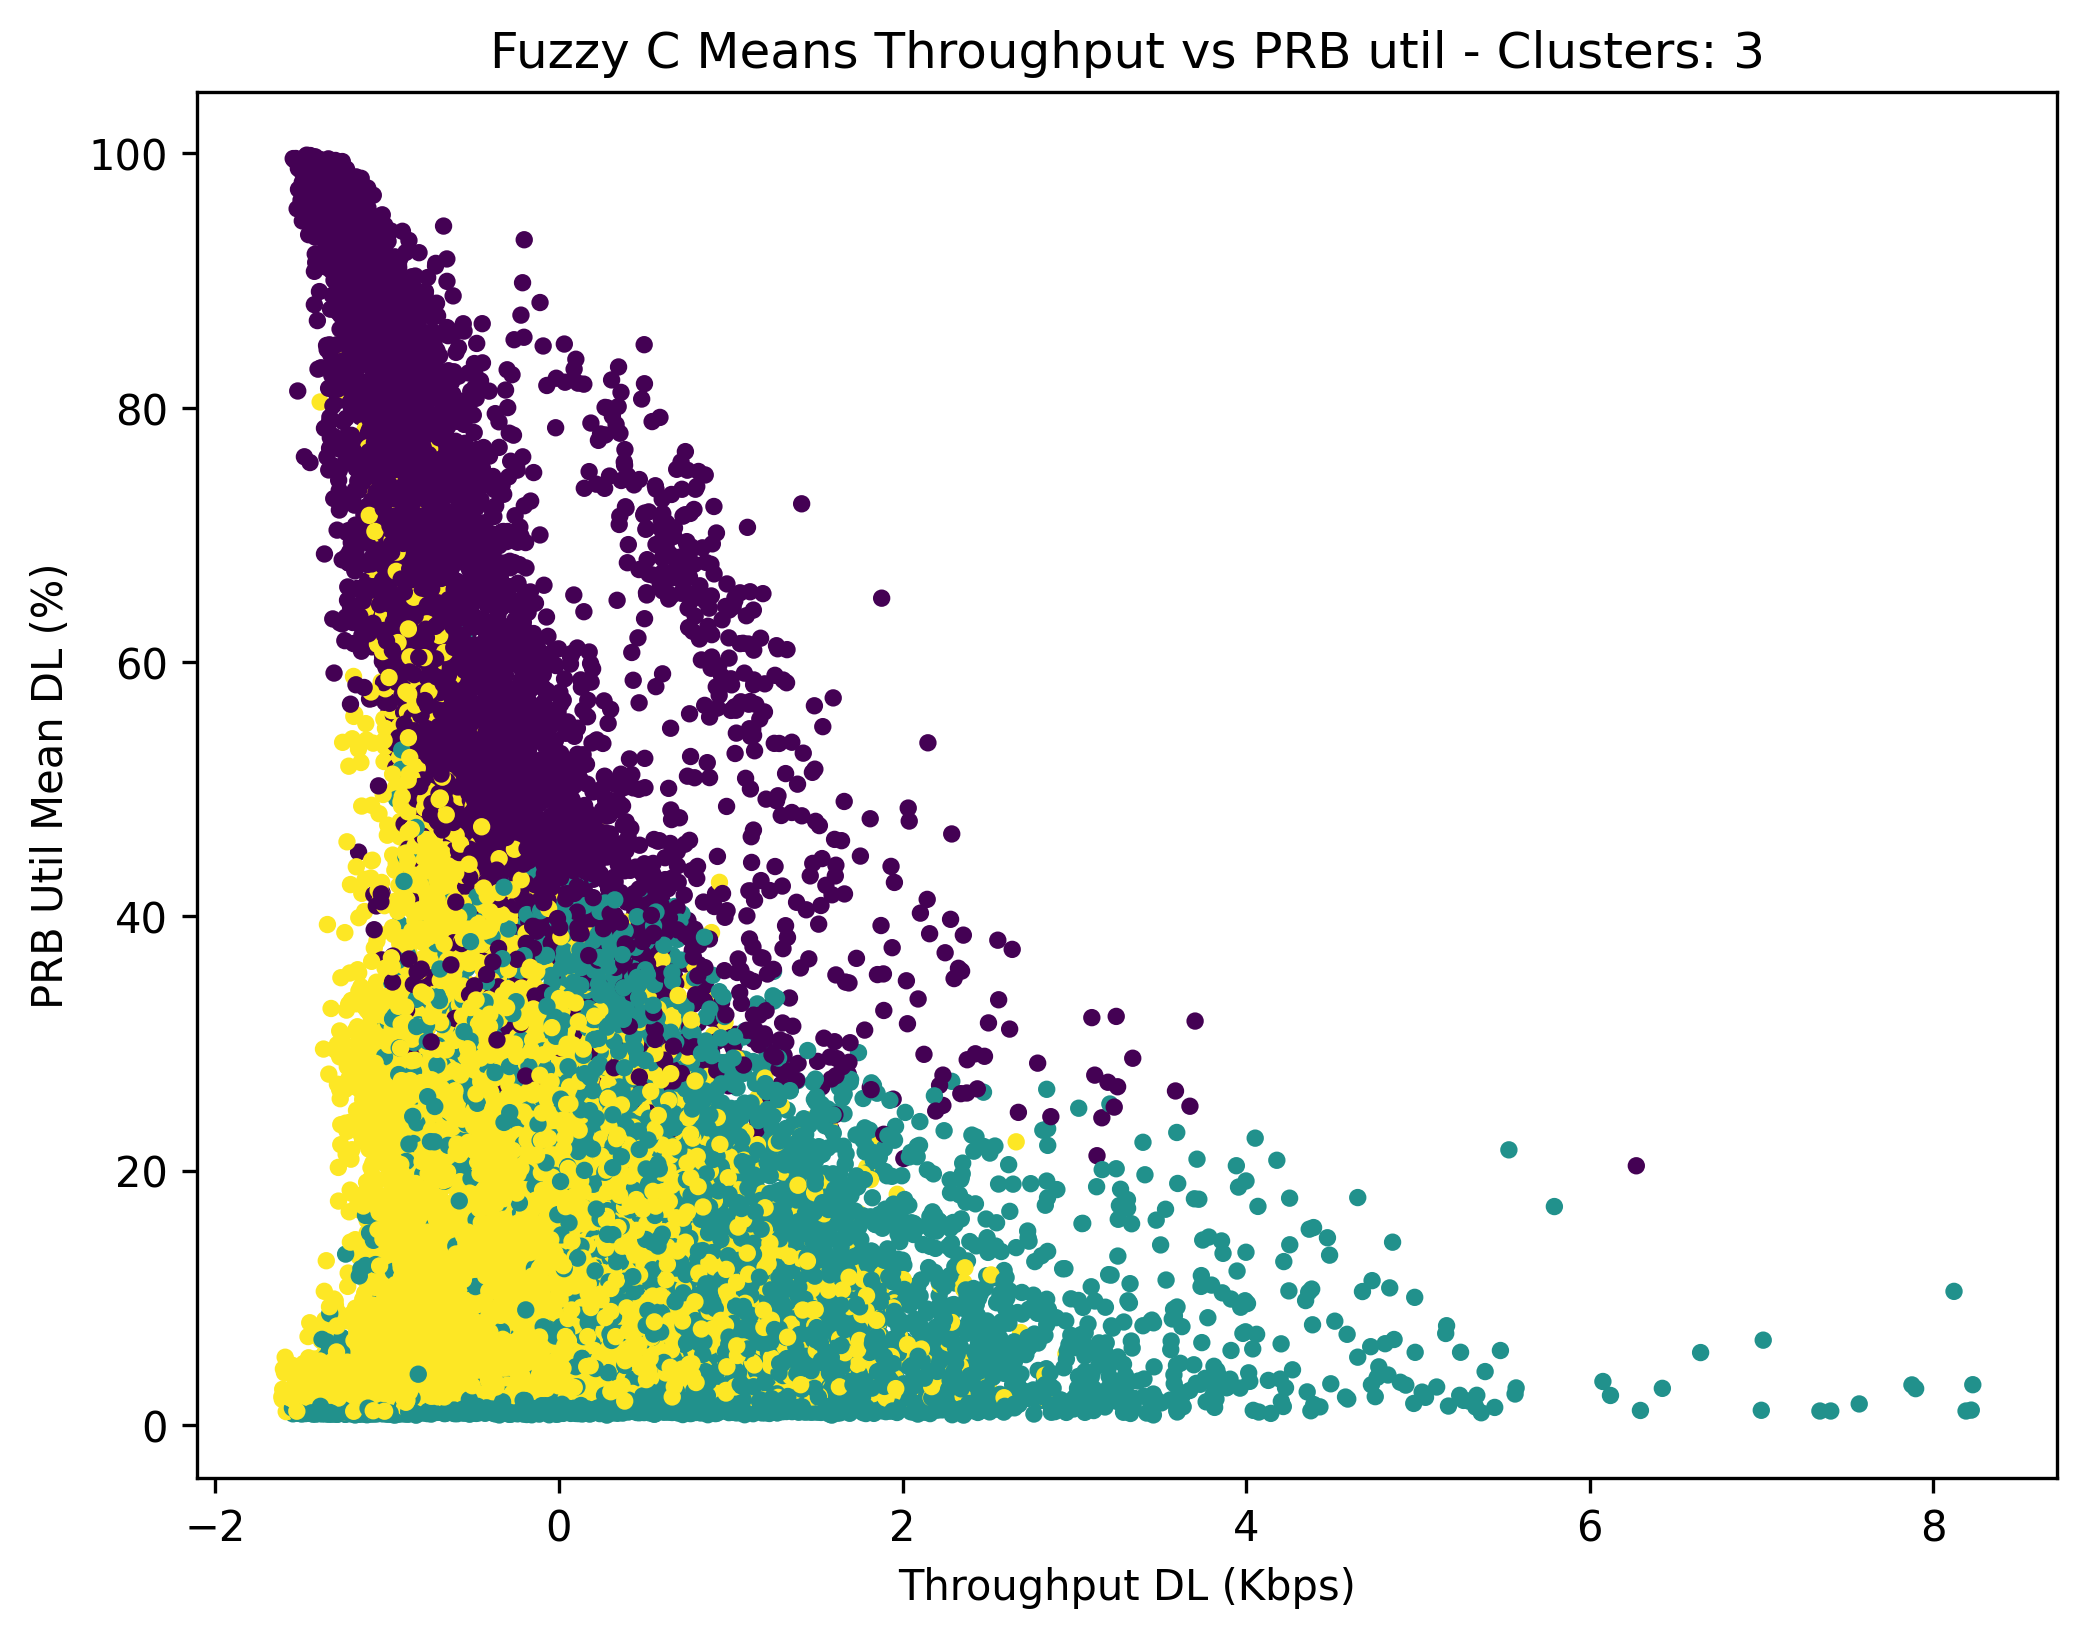 Fuzzy C Means Throughput vs PRB util - Clusters: 3
PRB Util Mean DL (%)
100
80
60
40
20
0
−2 0 2 4 6 8
Throughput DL (Kbps)